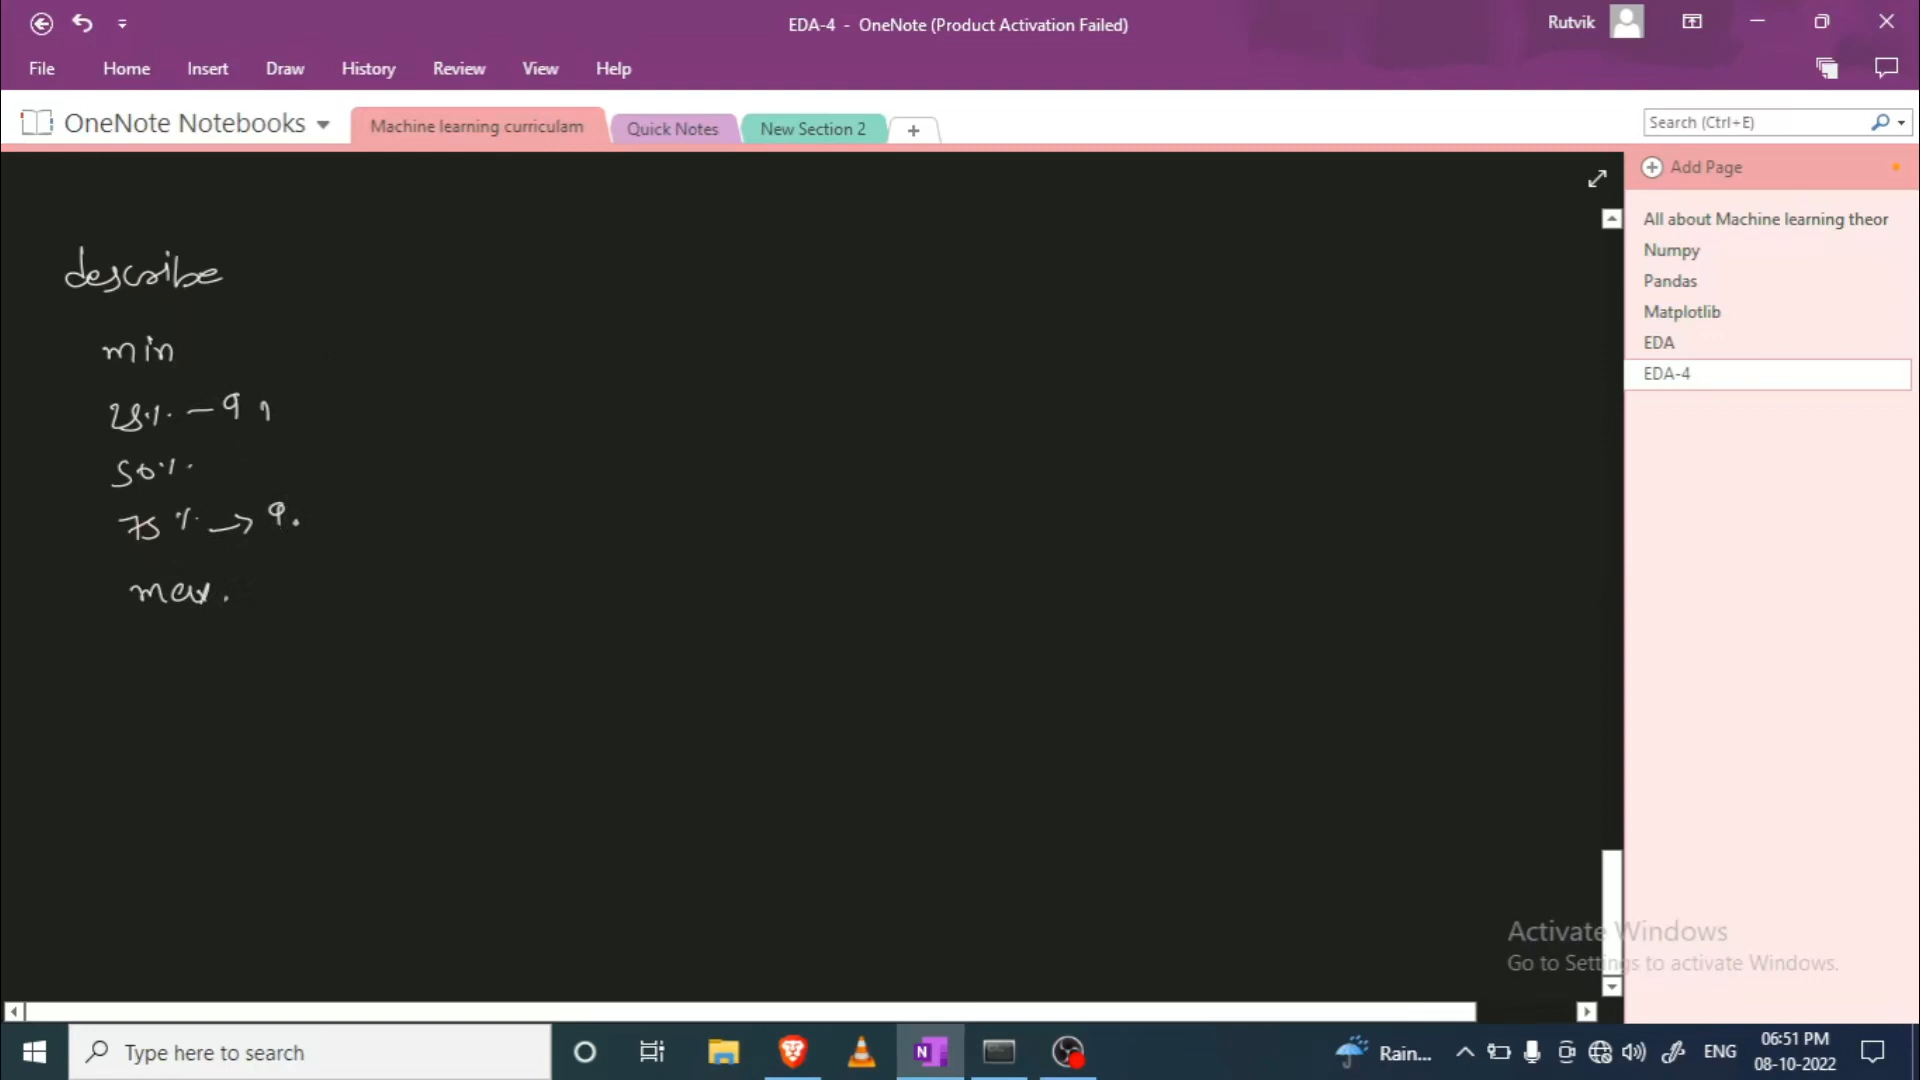 EDA-4 - OneNote (Product Activation Failed)
Rutvik
File Home Insert Draw History Review View Help
OneNote Notebooks
Machine learning curriculam
Quick Notes
New Section 2
Search (Ctrl+E)
Add Page
All about Machine learning theor
Numpy
Pandas
Matplotlib
EDA
EDA-4
describe
min
25%. – q 1
50%.
75 %. → q.
max.
Activate Windows
Go to Settings to activate Windows.
Type here to search
N
Rain...
ENG
06:51 PM
08-10-2022